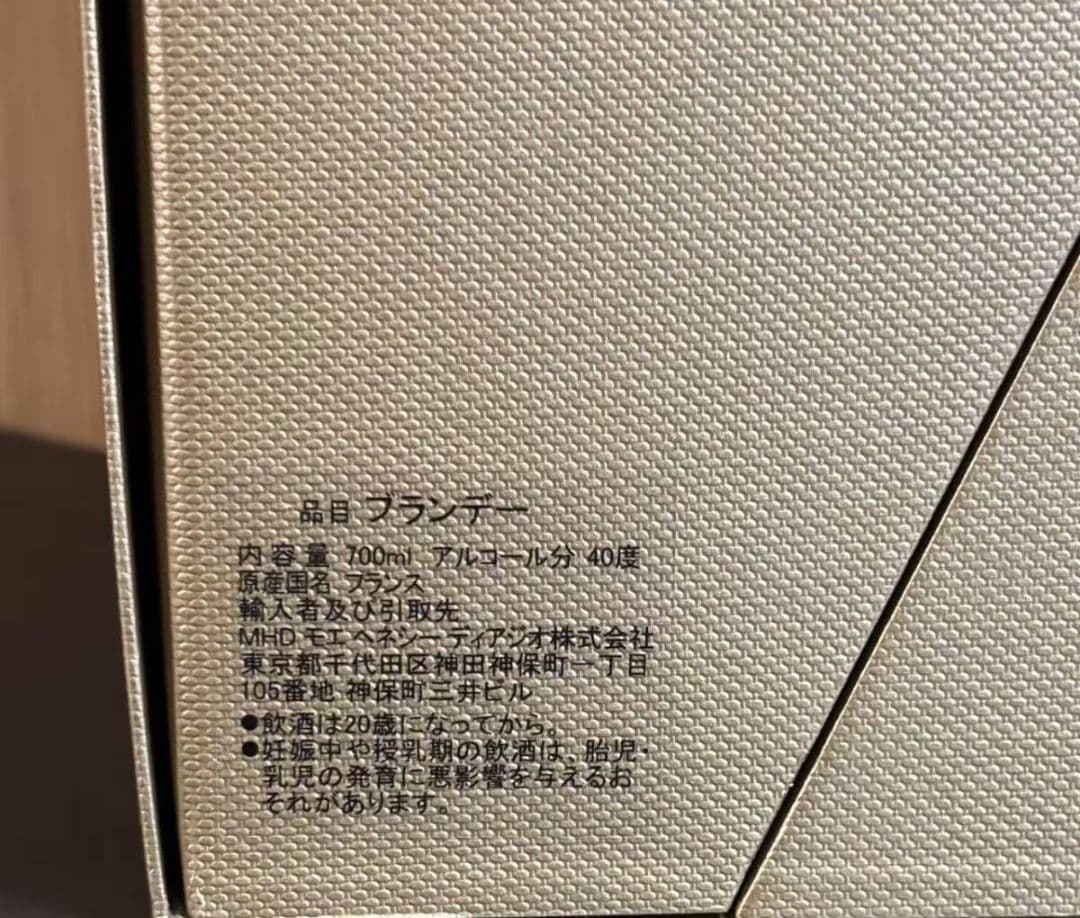 品目 ブランデー
内容量 700ml アルコール分 40度
原産国名 フランス
輸入者及び引取先
MHD モエ ヘネシー ディアジオ株式会社
東京都千代田区神田神保町一丁目
105番地 神保町三井ビル
●飲酒は20歳になってから。
●妊娠中や授乳期の飲酒は、胎児・
乳児の発育に悪影響を与えるお
それがあります。